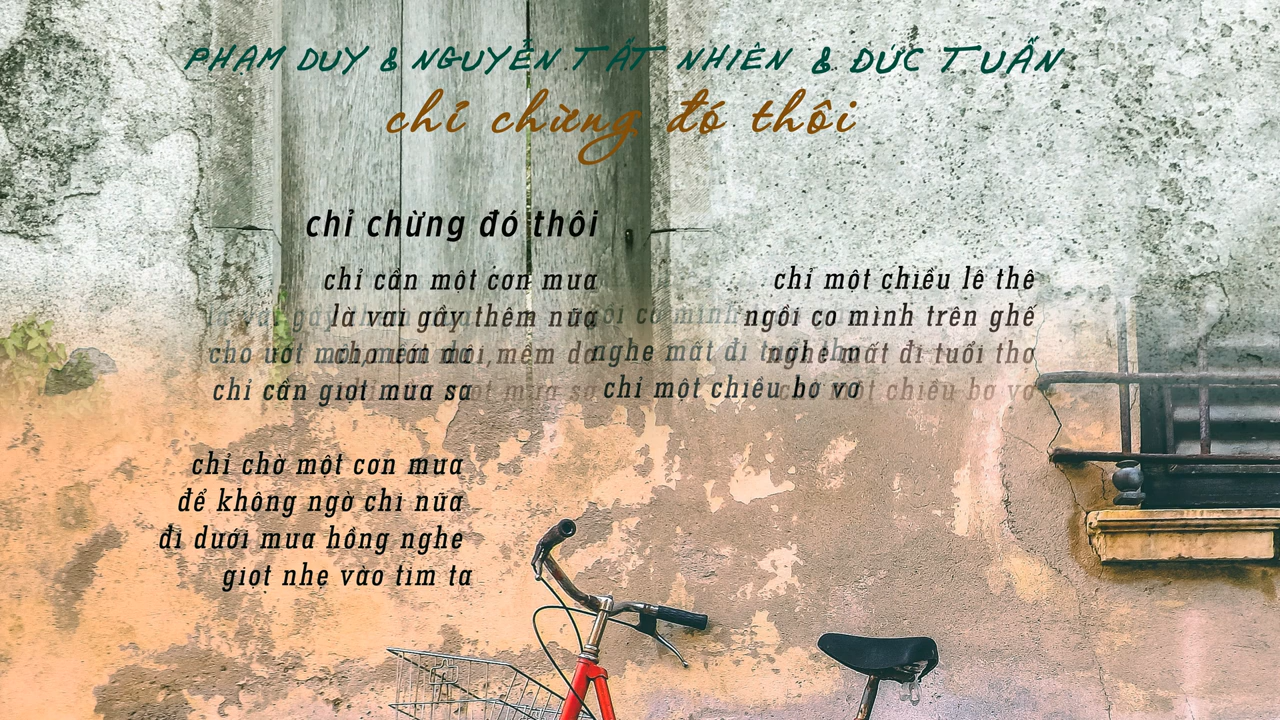 PHẠM DUY & NGUYỄN TẤT NHIÊN & ĐỨC TUẤN
chỉ chừng đó thôi
chỉ chừng đó thôi
chỉ cần một cơn mưa
là vai gầy thêm nữa
cho ướt môi, mềm da
chỉ cần giọt mưa sa
chỉ một chiều lê thê
ngồi co mình trên ghế
nghe mất đi tuổi thơ
chỉ một chiều bơ vơ
chỉ chờ một cơn mưa
để không ngờ chi nữa
đi dưới mưa hồng nghe
giọt nhẹ vào tim ta